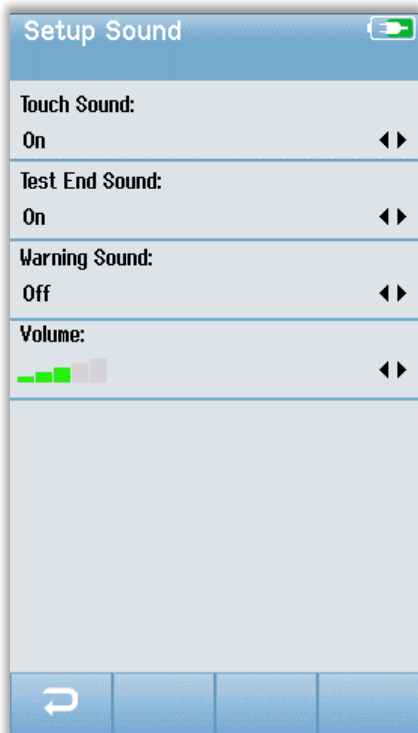 Setup Sound
Touch Sound:
On
Test End Sound:
On
Warning Sound:
Off
Volume: